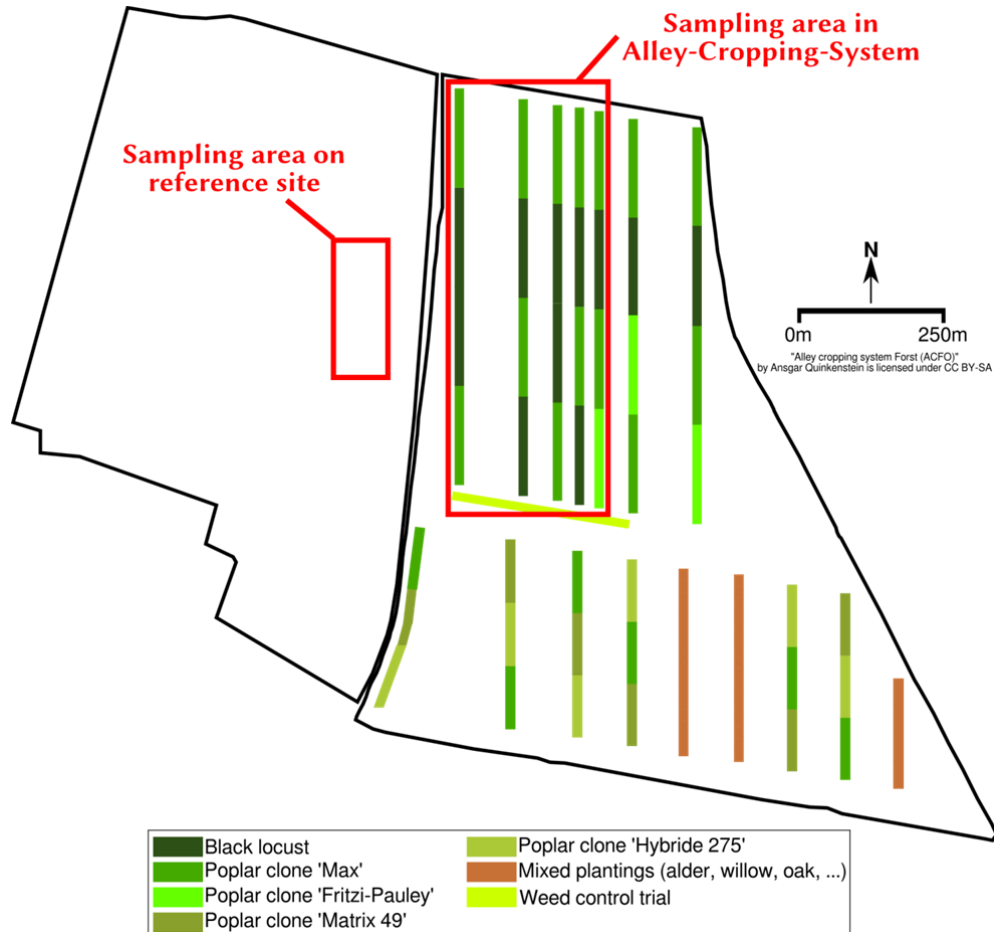 Sampling area in
Alley-Cropping-System
Sampling area on
reference site
N
0m 250m
"Alley cropping system Forst (ACFO)"
by Ansgar Quinkenstein is licensed under CC BY-SA
Black locust
Poplar clone 'Max'
Poplar clone 'Fritzi-Pauley'
Poplar clone 'Matrix 49'
Poplar clone 'Hybride 275'
Mixed plantings (alder, willow, oak, ...)
Weed control trial